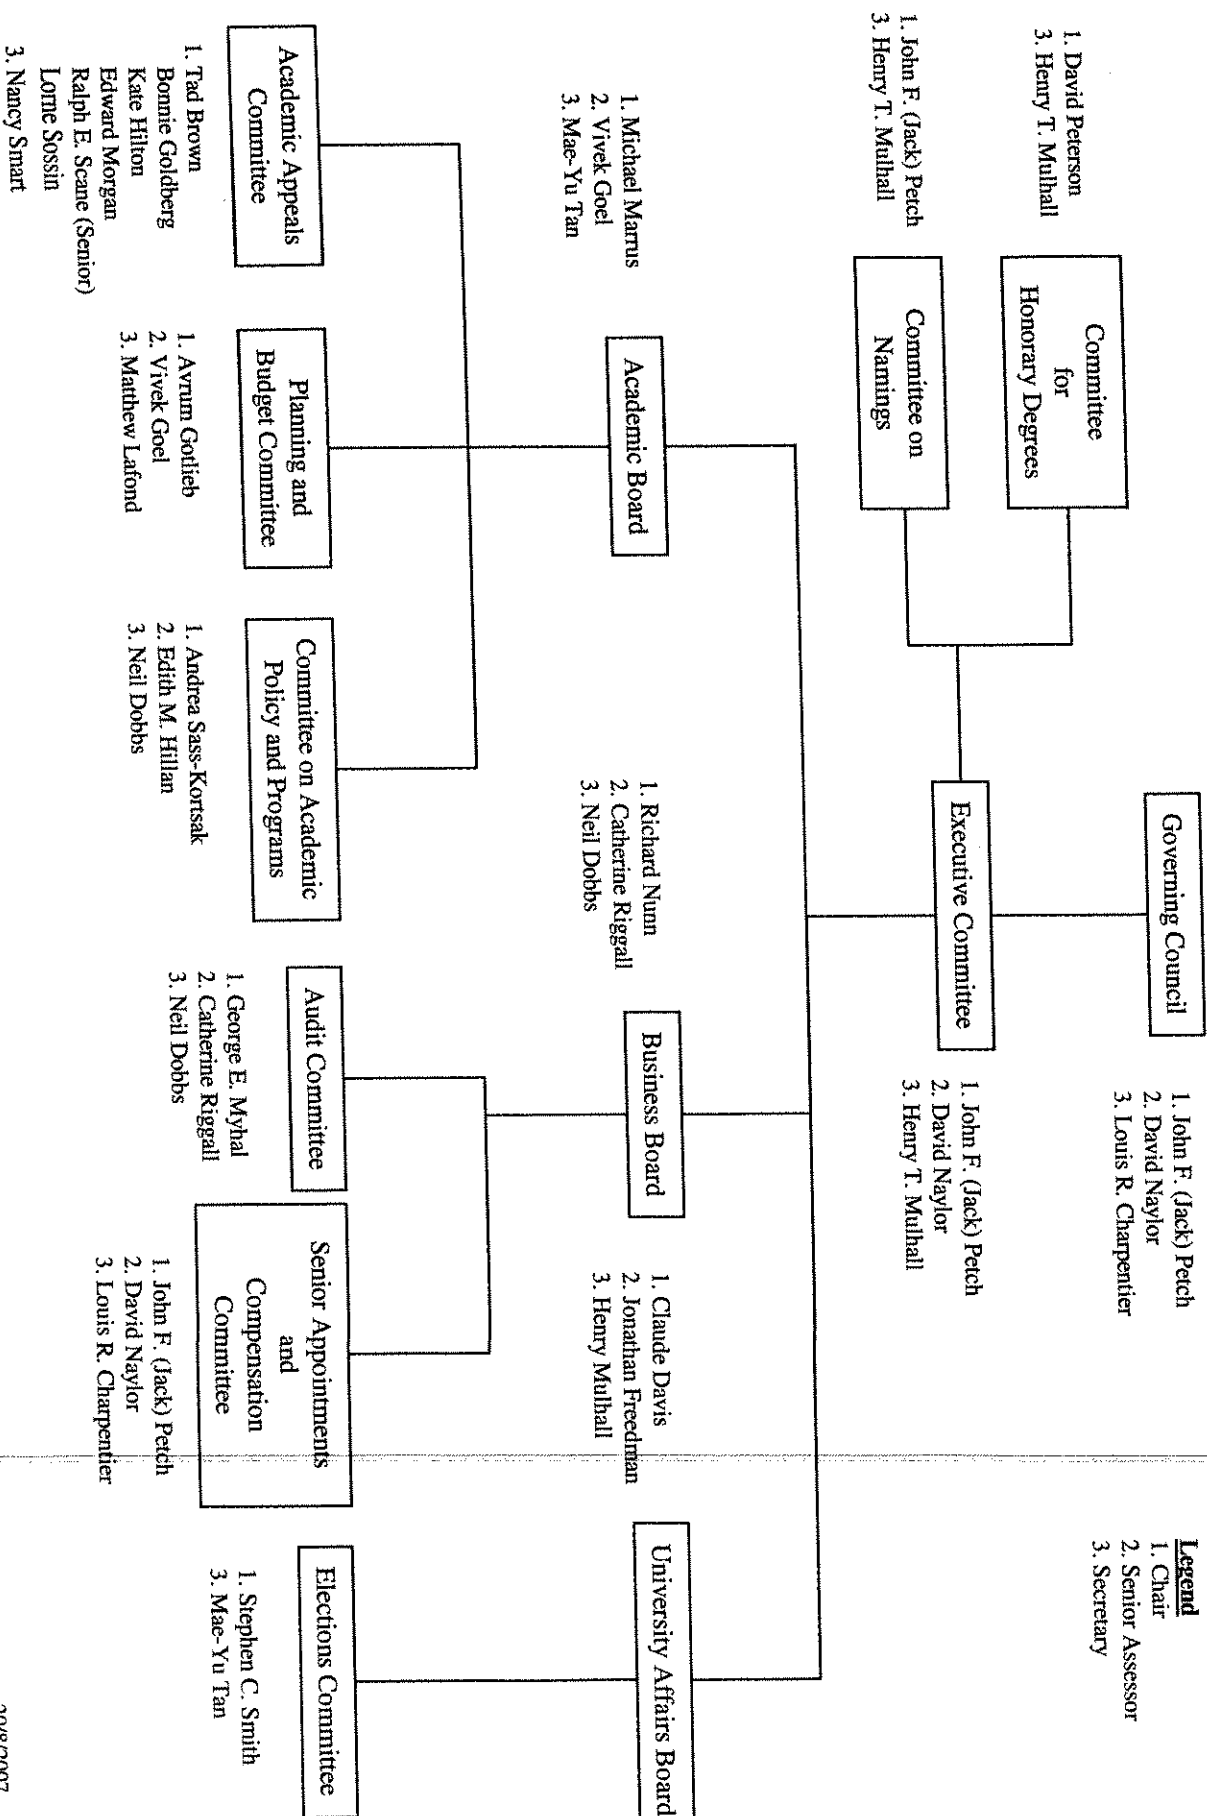 Governing Council
1. John F. (Jack) Petch
2. David Naylor
3. Louis R. Charpentier
Legend
1. Chair
2. Senior Assessor
3. Secretary
1. David Peterson
3. Henry T. Mulhall
Committee
for
Honorary Degrees
Executive Committee
1. John F. (Jack) Petch
2. David Naylor
3. Henry T. Mulhall
1. John F. (Jack) Petch
3. Henry T. Mulhall
Committee on
Namings
1. Michael Marrus
2. Vivek Goel
3. Mae-Yu Tan
Academic Board
1. Richard Nunn
2. Catherine Riggall
3. Neil Dobbs
Business Board
1. Claude Davis
2. Jonathan Freedman
3. Henry Mulhall
University Affairs Board
Academic Appeals
Committee
1. Tad Brown
Bonnie Goldberg
Kate Hilton
Edward Morgan
Ralph E. Scane (Senior)
Lorne Sossin
3. Nancy Smart
Planning and
Budget Committee
1. Avrum Gotlieb
2. Vivek Goel
3. Matthew Lafond
Committee on Academic
Policy and Programs
1. Andrea Sass-Kortsak
2. Edith M. Hillan
3. Neil Dobbs
Audit Committee
1. George E. Myhal
2. Catherine Riggall
3. Neil Dobbs
Senior Appointments
and
Compensation
Committee
1. John F. (Jack) Petch
2. David Naylor
3. Louis R. Charpentier
Elections Committee
1. Stephen C. Smith
3. Mae-Yu Tan